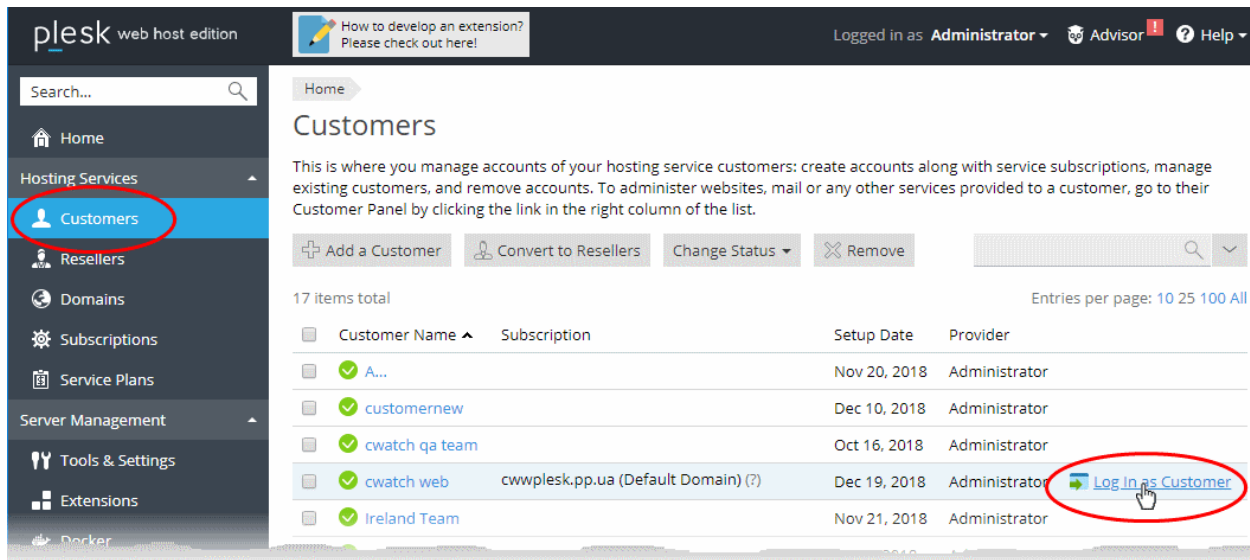 plesk web host edition
How to develop an extension?
Please check out here!
Logged in as Administrator
Advisor !
? Help
Search...
Home
Hosting Services
Customers
Resellers
Domains
Subscriptions
Service Plans
Server Management
Tools & Settings
Extensions
Docker
Home
Customers
This is where you manage accounts of your hosting service customers: create accounts along with service subscriptions, manage
existing customers, and remove accounts. To administer websites, mail or any other services provided to a customer, go to their
Customer Panel by clicking the link in the right column of the list.
Add a Customer Convert to Resellers Change Status Remove
17 items total Entries per page: 10 25 100 All
Customer Name Subscription Setup Date Provider
A... Nov 20, 2018 Administrator
customernew Dec 10, 2018 Administrator
cwatch qa team Oct 16, 2018 Administrator
cwatch web cwwplesk.pp.ua (Default Domain) (?) Dec 19, 2018 Administrator Log In as Customer
Ireland Team Nov 21, 2018 Administrator